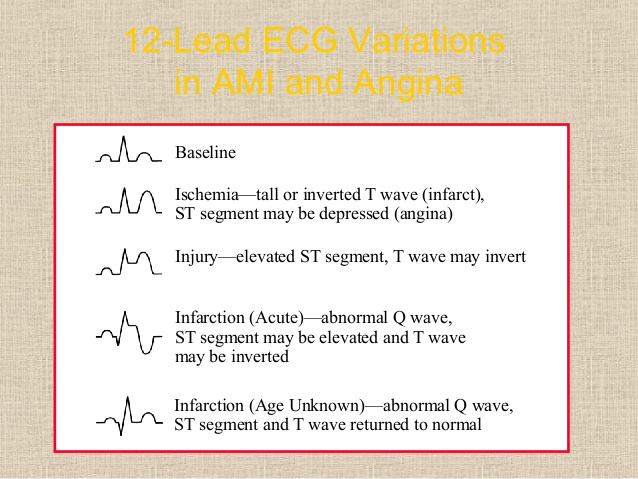 12-Lead ECG Variations
in AMI and Angina
Baseline
Ischemia—tall or inverted T wave (infarct),
ST segment may be depressed (angina)
Injury—elevated ST segment, T wave may invert
Infarction (Acute)—abnormal Q wave,
ST segment may be elevated and T wave
may be inverted
Infarction (Age Unknown)—abnormal Q wave,
ST segment and T wave returned to normal